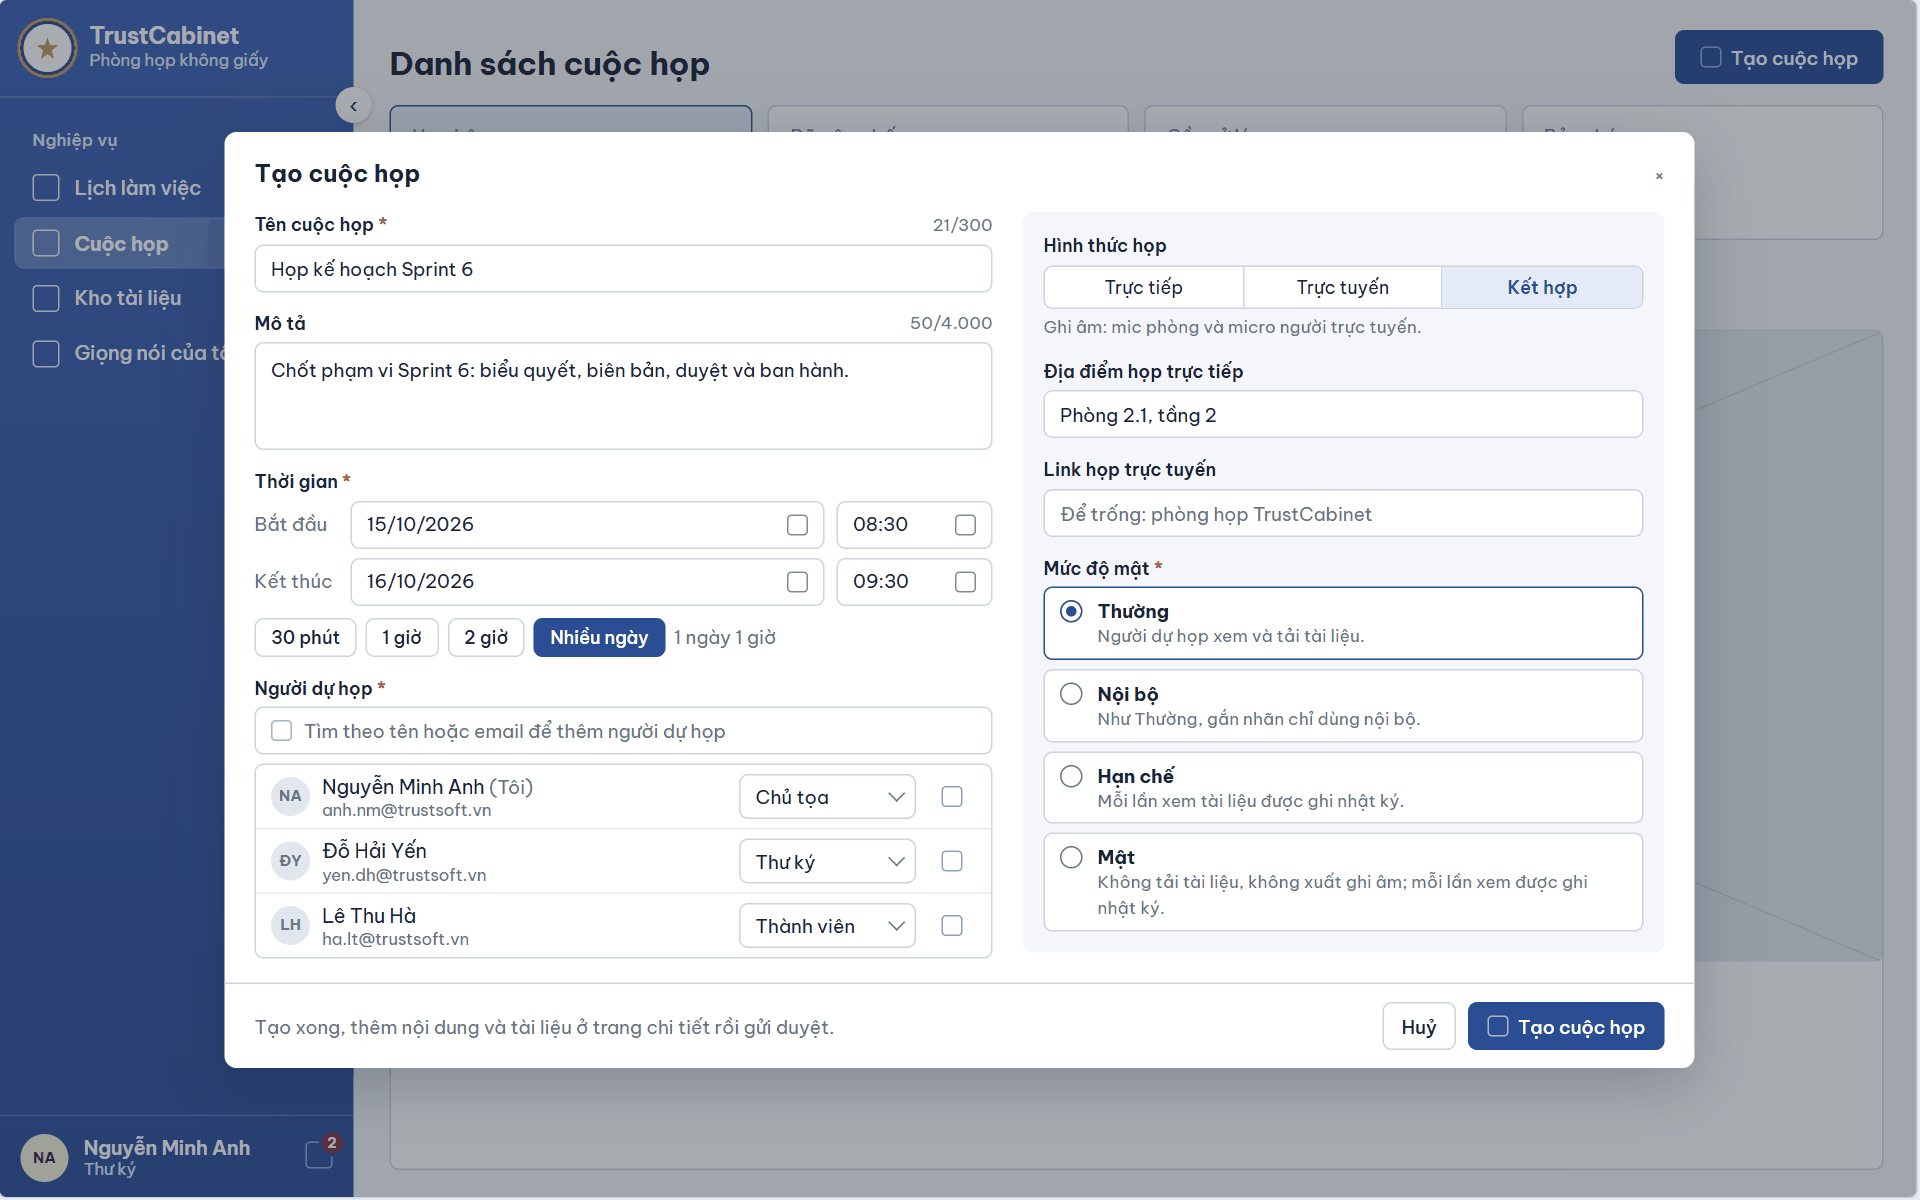 TrustCabinet
Phòng họp không giấy
Nghiệp vụ
Lịch làm việc
Cuộc họp
Kho tài liệu
Giọng nói của
Nguyễn Minh Anh
Thư ký
NA
2
Danh sách cuộc họp
Tạo cuộc họp
Tạo cuộc họp
×
Tên cuộc họp *
21/300
Họp kế hoạch Sprint 6
Mô tả
50/4.000
Chốt phạm vi Sprint 6: biểu quyết, biên bản, duyệt và ban hành.
Thời gian *
Bắt đầu 15/10/2026 08:30
Kết thúc 16/10/2026 09:30
30 phút 1 giờ 2 giờ Nhiều ngày 1 ngày 1 giờ
Người dự họp *
Tìm theo tên hoặc email để thêm người dự họp
NA Nguyễn Minh Anh (Tôi) Chủ tọa
anh.nm@trustsoft.vn
ĐY Đỗ Hải Yến Thư ký
yen.dh@trustsoft.vn
LH Lê Thu Hà Thành viên
ha.lt@trustsoft.vn
Hình thức họp
Trực tiếp Trực tuyến Kết hợp
Ghi âm: mic phòng và micro người trực tuyến.
Địa điểm họp trực tiếp
Phòng 2.1, tầng 2
Link họp trực tuyến
Để trống: phòng họp TrustCabinet
Mức độ mật *
Thường
Người dự họp xem và tải tài liệu.
Nội bộ
Như Thường, gắn nhãn chỉ dùng nội bộ.
Hạn chế
Mỗi lần xem tài liệu được ghi nhật ký.
Mật
Không tải tài liệu, không xuất ghi âm; mỗi lần xem được ghi
nhật ký.
Tạo xong, thêm nội dung và tài liệu ở trang chi tiết rồi gửi duyệt.
Huỷ
Tạo cuộc họp